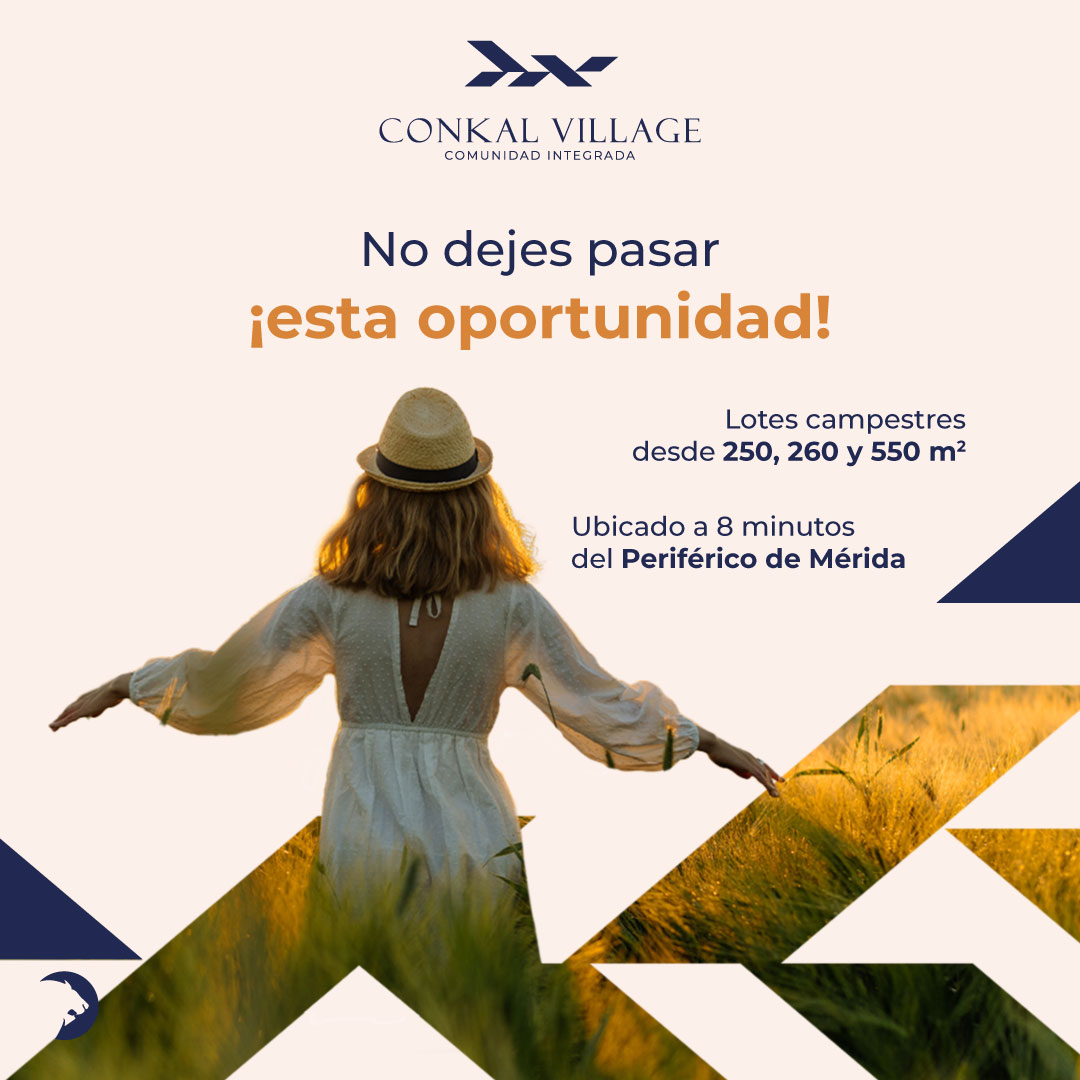 CONKAL VILLAGE
COMUNIDAD INTEGRADA
No dejes pasar
¡esta oportunidad!
Lotes campestres
desde 250, 260 y 550 m²
Ubicado a 8 minutos
del Periférico de Mérida